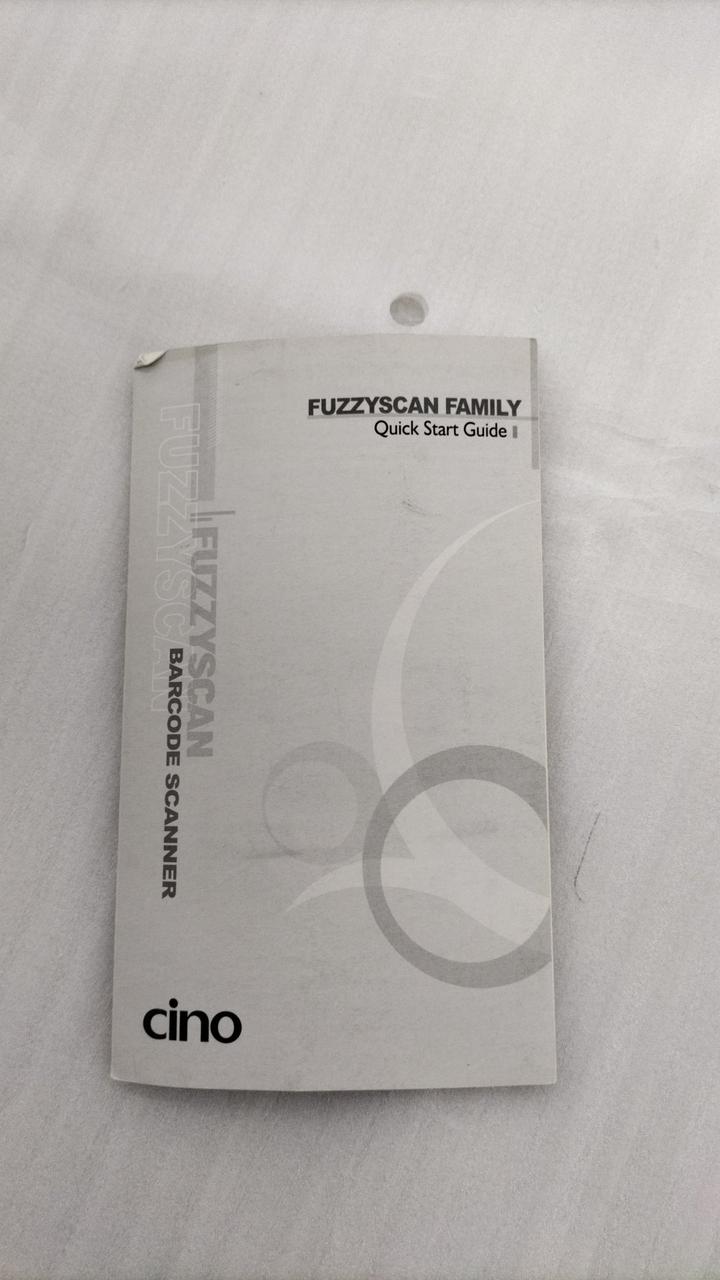 FUZZYSCAN FAMILY
Quick Start Guide
FUZZYSCAN
FUZZYSCAN
BARCODE SCANNER
cino